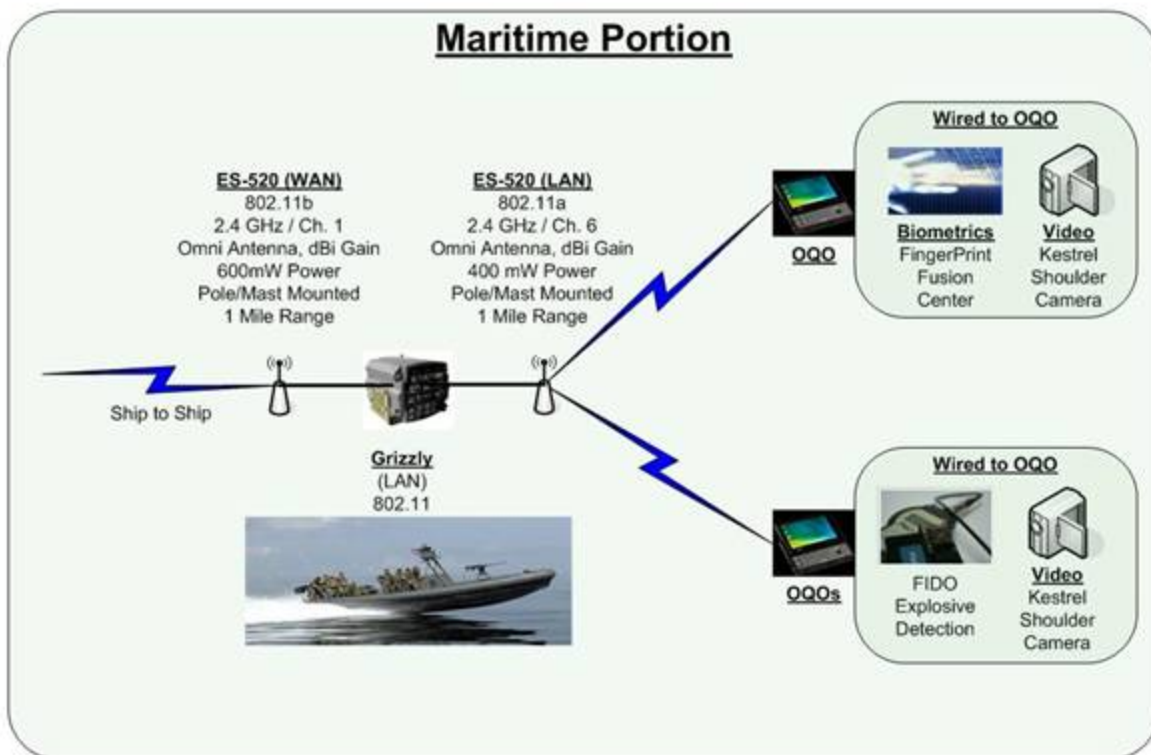 Maritime Portion
ES-520 (WAN)
802.11b
2.4 GHz / Ch. 1
Omni Antenna, dBi Gain
600mW Power
Pole/Mast Mounted
1 Mile Range
ES-520 (LAN)
802.11a
2.4 GHz / Ch. 6
Omni Antenna, dBi Gain
400 mW Power
Pole/Mast Mounted
1 Mile Range
Ship to Ship
Grizzly
(LAN)
802.11
OQO
Wired to OQO
Biometrics
FingerPrint
Fusion
Center
Video
Kestrel
Shoulder
Camera
OQOs
Wired to OQO
FIDO
Explosive
Detection
Video
Kestrel
Shoulder
Camera